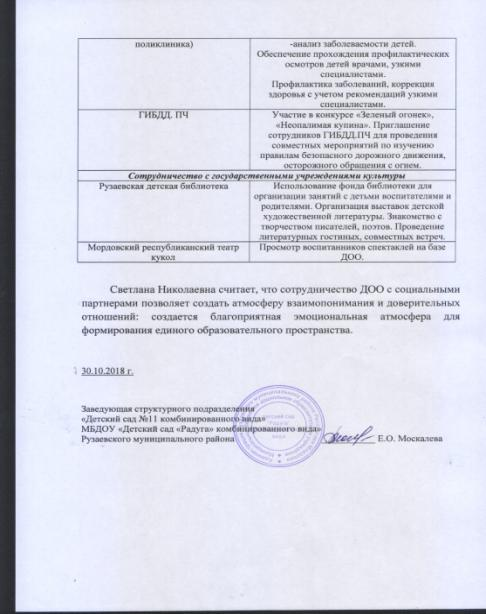 поликлиника)
-анализ заболеваемости детей.
Обеспечение прохождения профилактических
осмотров детей врачами, узкими
специалистами.
Профилактика заболеваний, коррекция
здоровья с учетом рекомендаций узкими
специалистами.
ГИБДД. ПЧ
Участие в конкурсе «Зеленый огонек»,
«Неопалимая купина». Приглашение
сотрудников ГИБДД.ПЧ для проведения
совместных мероприятий по изучению
правилам безопасного дорожного движения,
осторожного обращения с огнем.
Сотрудничество с государственными учреждениями культуры
Рузаевская детская библиотека
Использование фонда библиотеки для
организации занятий с детьми воспитателями и
родителями. Организация выставок детской
художественной литературы. Знакомство с
творчеством писателей, поэтов. Проведение
литературных гостиных, совместных встреч.
Мордовский республиканский театр
кукол
Просмотр воспитанников спектаклей на базе
ДОО.
Светлана Николаевна считает, что сотрудничество ДОО с социальными
партнерами позволяет создать атмосферу взаимопонимания и доверительных
отношений: создается благоприятная эмоциональная атмосфера для
формирования единого образовательного пространства.
30.10.2018 г.
Заведующая структурного подразделения
«Детский сад №11 комбинированного вида»
МБДОУ «Детский сад «Радуга» комбинированного вида»
Рузаевского муниципального района Е.О. Москалева